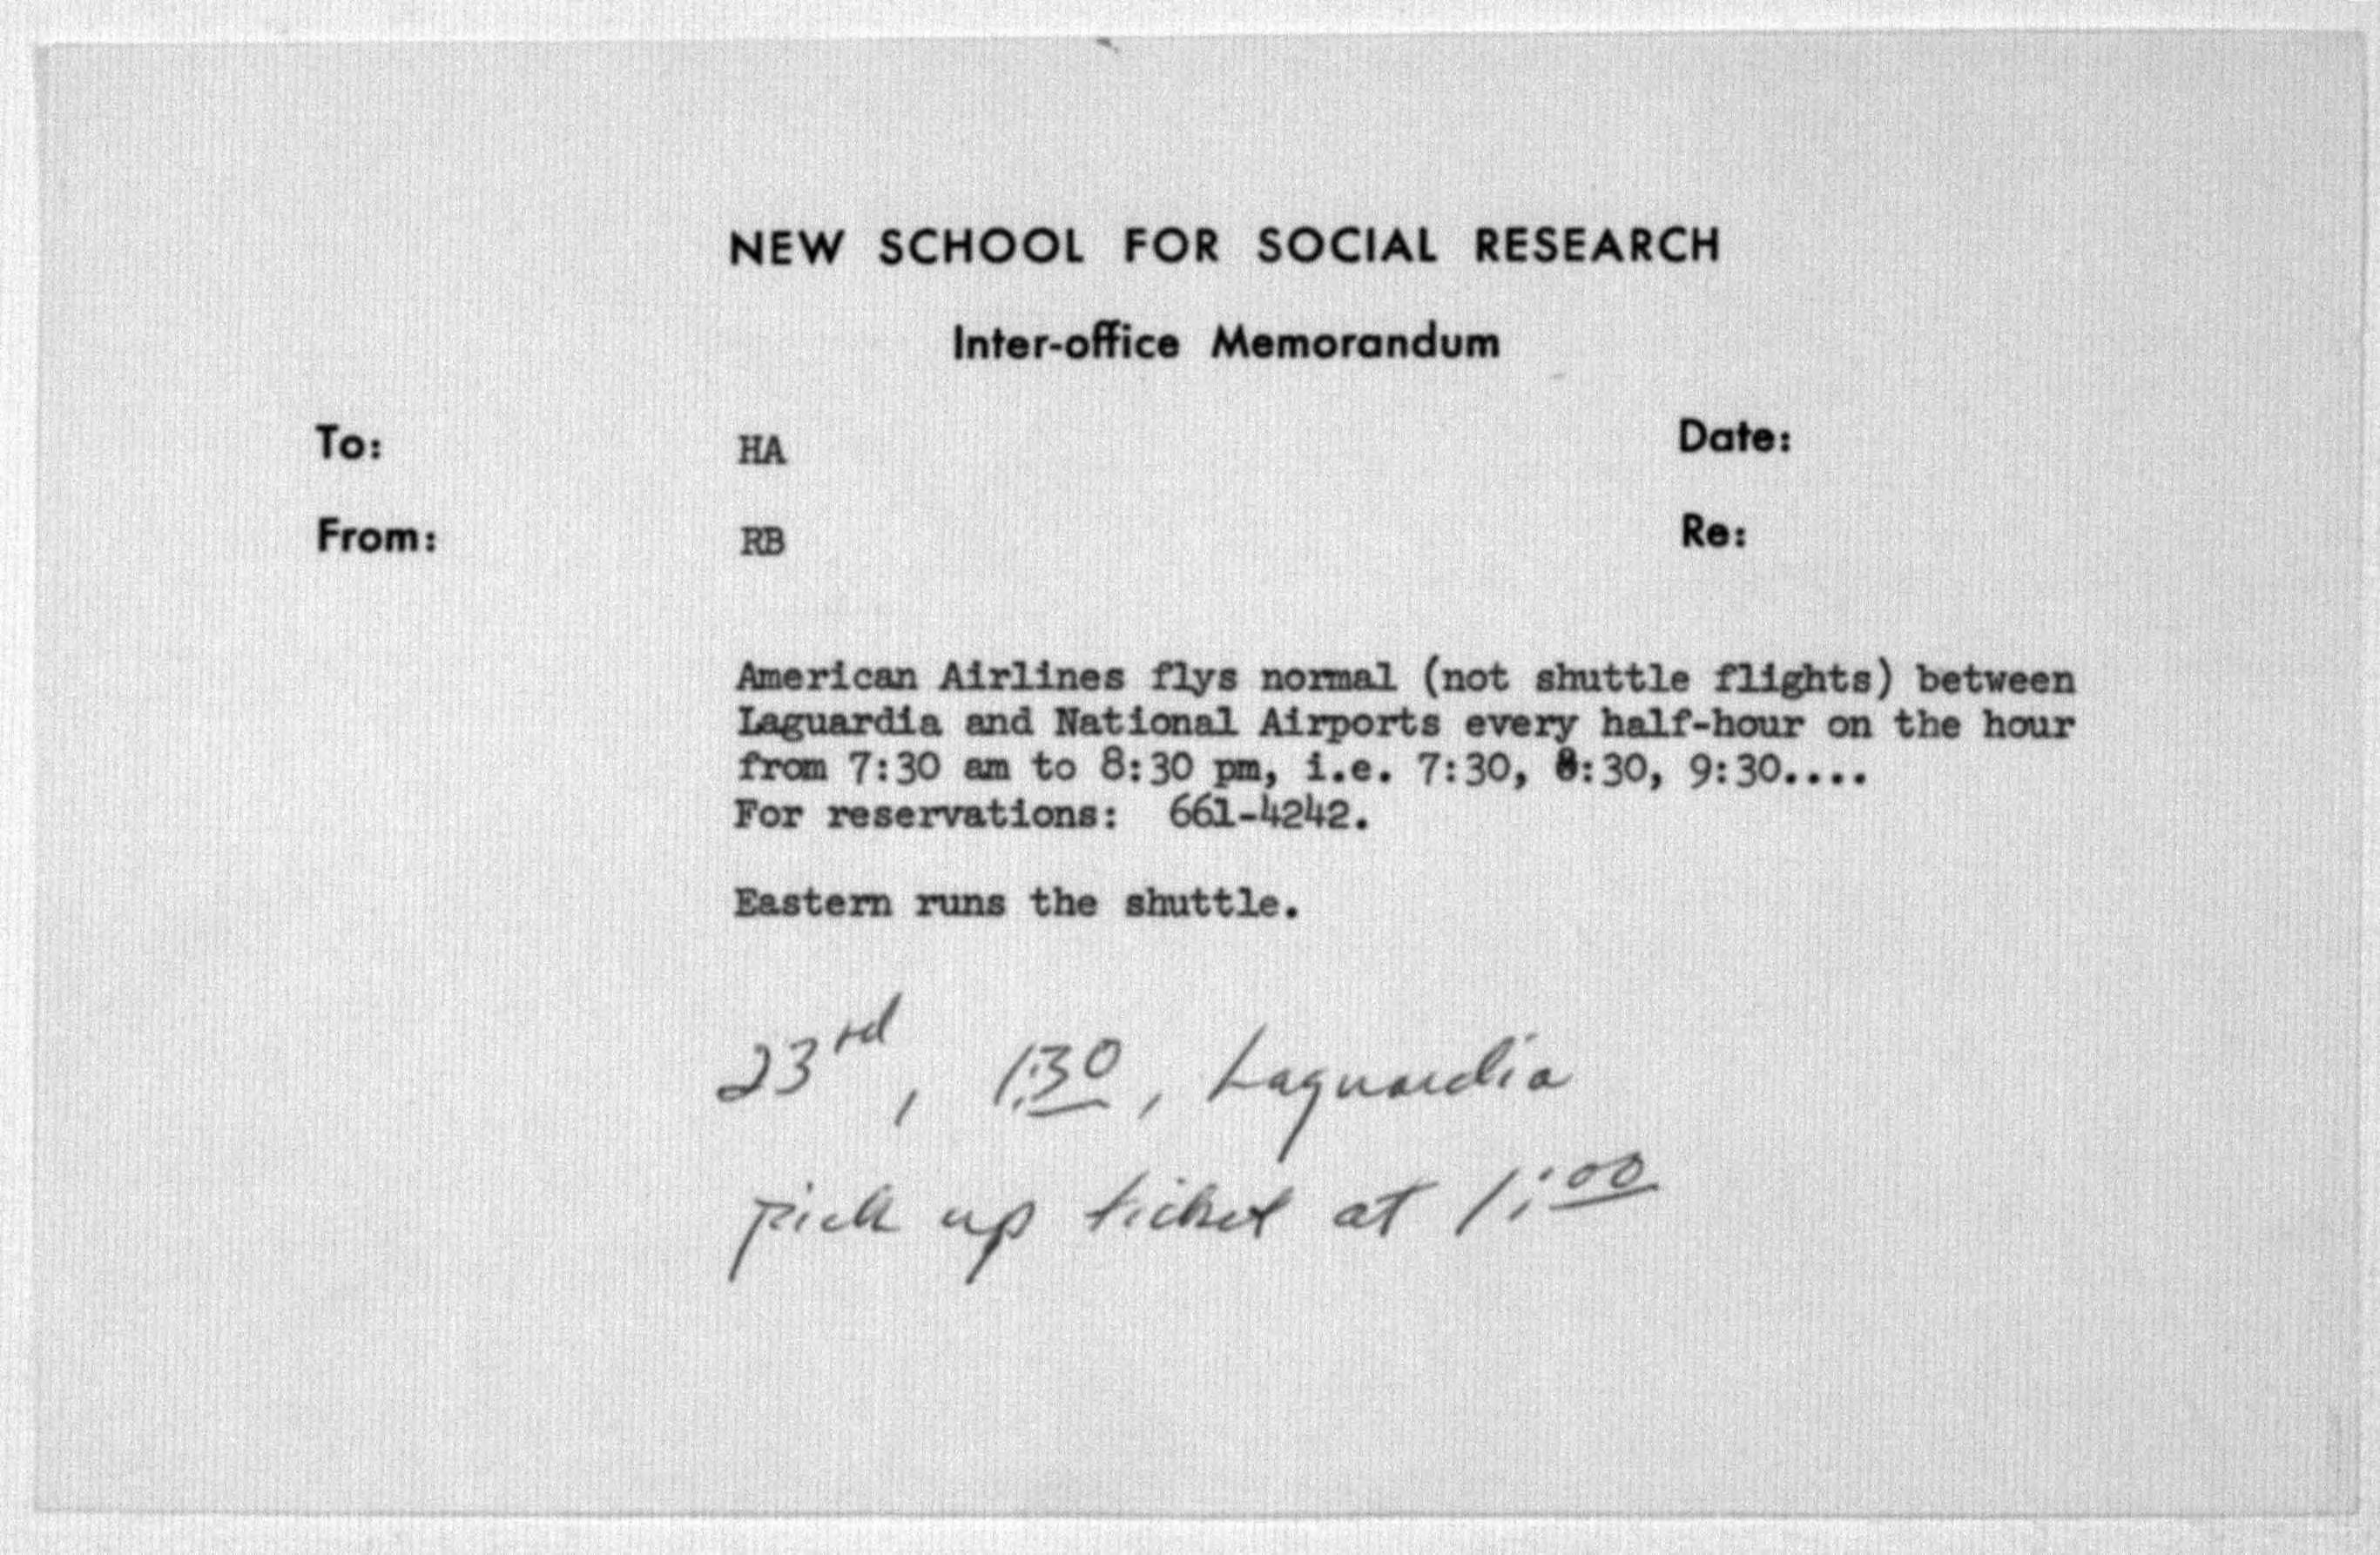 NEW SCHOOL FOR SOCIAL RESEARCH
Inter-office Memorandum
To: HA Date:
From: RB Re:
American Airlines flys normal (not shuttle flights) between
Laguardia and National Airports every half-hour on the hour
from 7:30 am to 8:30 pm, i.e. 7:30, 8:30, 9:30....
For reservations: 661-4242.
Eastern runs the shuttle.
23rd, 1:30, Laguardia
pick up ticket at 1:00